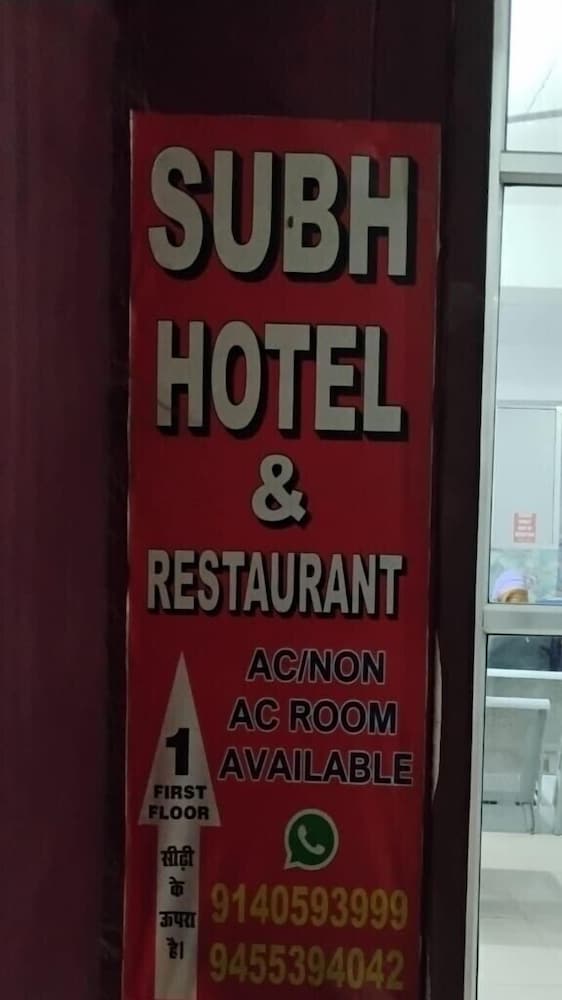 SUBH
HOTEL
&
RESTAURANT
AC/NON
AC ROOM
AVAILABLE
1
FIRST
FLOOR
सीढ़ी
के
ऊपरा
है।
9140593999
9455394042